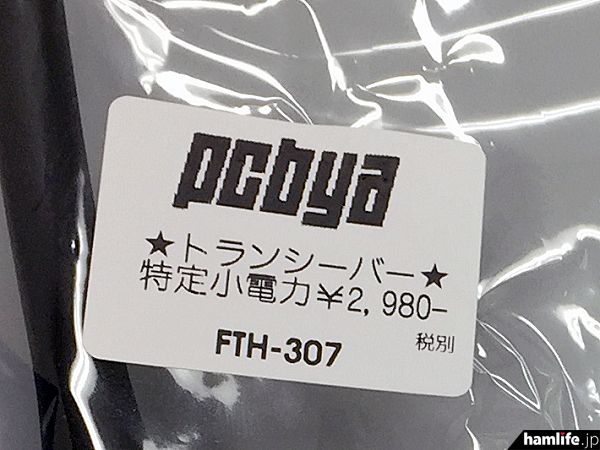 pcbya
★トランシーバー★
特定小電力¥2,980-
税別
FTH-307
hamlife.jp